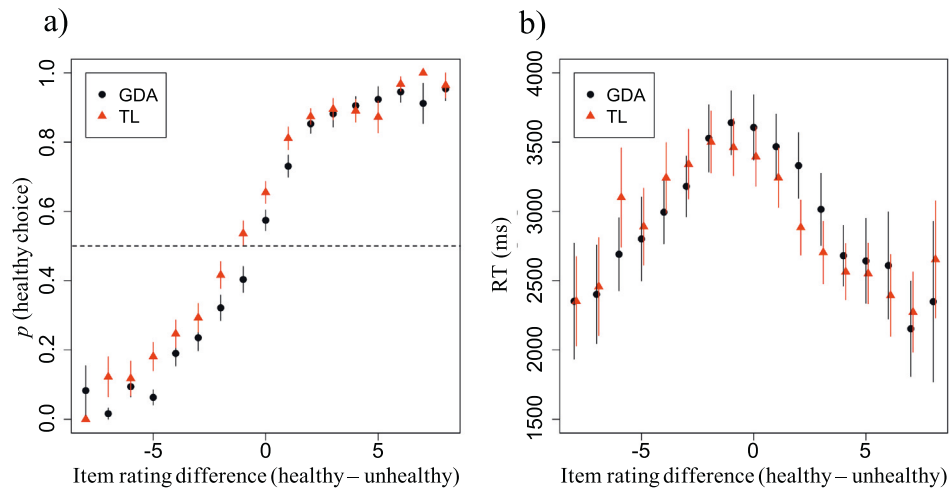 a)
GDA
TL
p (healthy choice)
0.0 0.2 0.4 0.6 0.8 1.0
-5 0 5
Item rating difference (healthy – unhealthy)
b)
GDA
TL
RT (ms)
1500 2000 2500 3000 3500 4000
-5 0 5
Item rating difference (healthy – unhealthy)